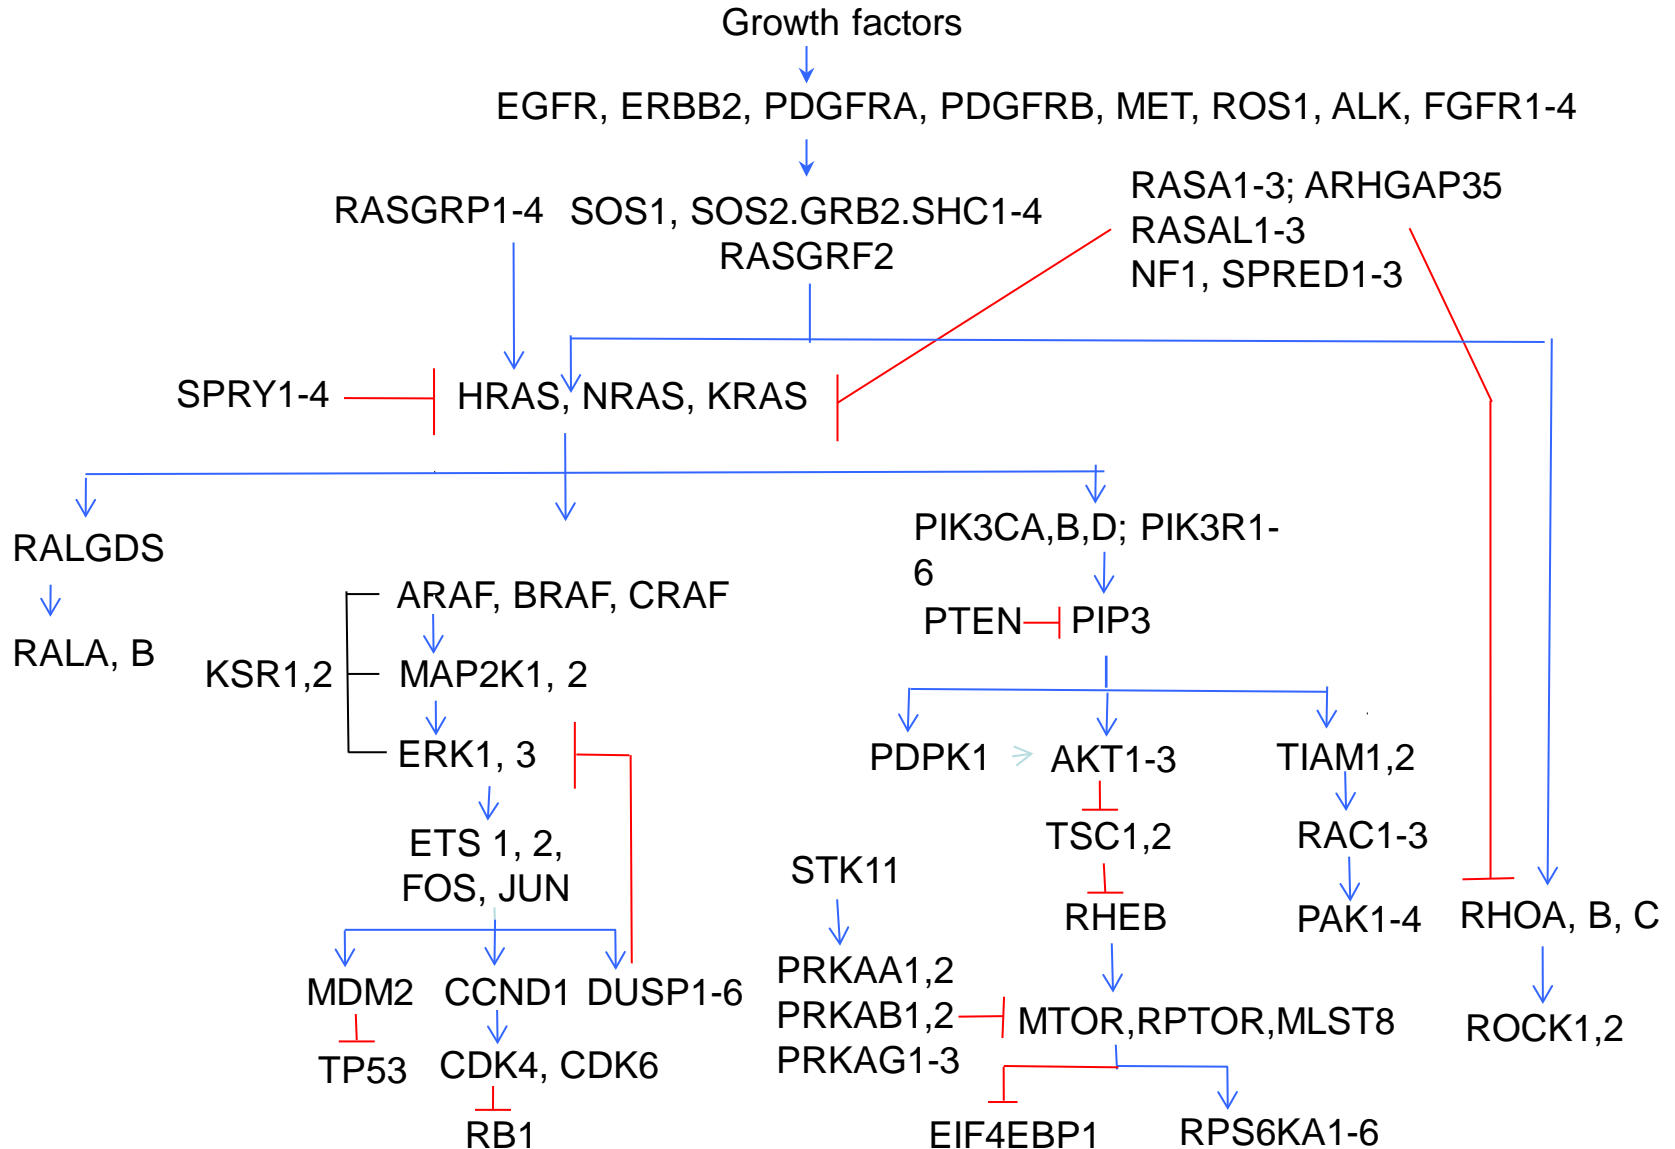 Growth factors
EGFR, ERBB2, PDGFRA, PDGFRB, MET, ROS1, ALK, FGFR1-4
RASGRP1-4
SOS1, SOS2.GRB2.SHC1-4
RASGRF2
RASA1-3; ARHGAP35
RASAL1-3
NF1, SPRED1-3
SPRY1-4
HRAS, NRAS, KRAS
RALGDS
RALA, B
PIK3CA,B,D; PIK3R1-
6
ARAF, BRAF, CRAF
PTEN
PIP3
KSR1,2
MAP2K1, 2
ERK1, 3
PDPK1
AKT1-3
TIAM1,2
ETS 1, 2,
FOS, JUN
TSC1,2
RAC1-3
STK11
RHEB
PAK1-4
RHOA, B, C
MDM2
CCND1
DUSP1-6
PRKAA1,2
PRKAB1,2
PRKAG1-3
MTOR,RPTOR,MLST8
ROCK1,2
TP53
CDK4, CDK6
RB1
EIF4EBP1
RPS6KA1-6